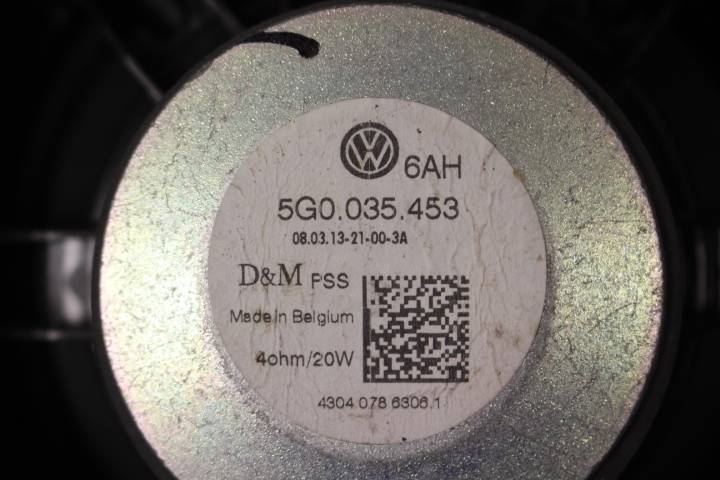 6AH
5G0.035.453
08.03.13-21-00-3A
D&M PSS
Made in Belgium
4ohm/20W
4304 078 6306.1